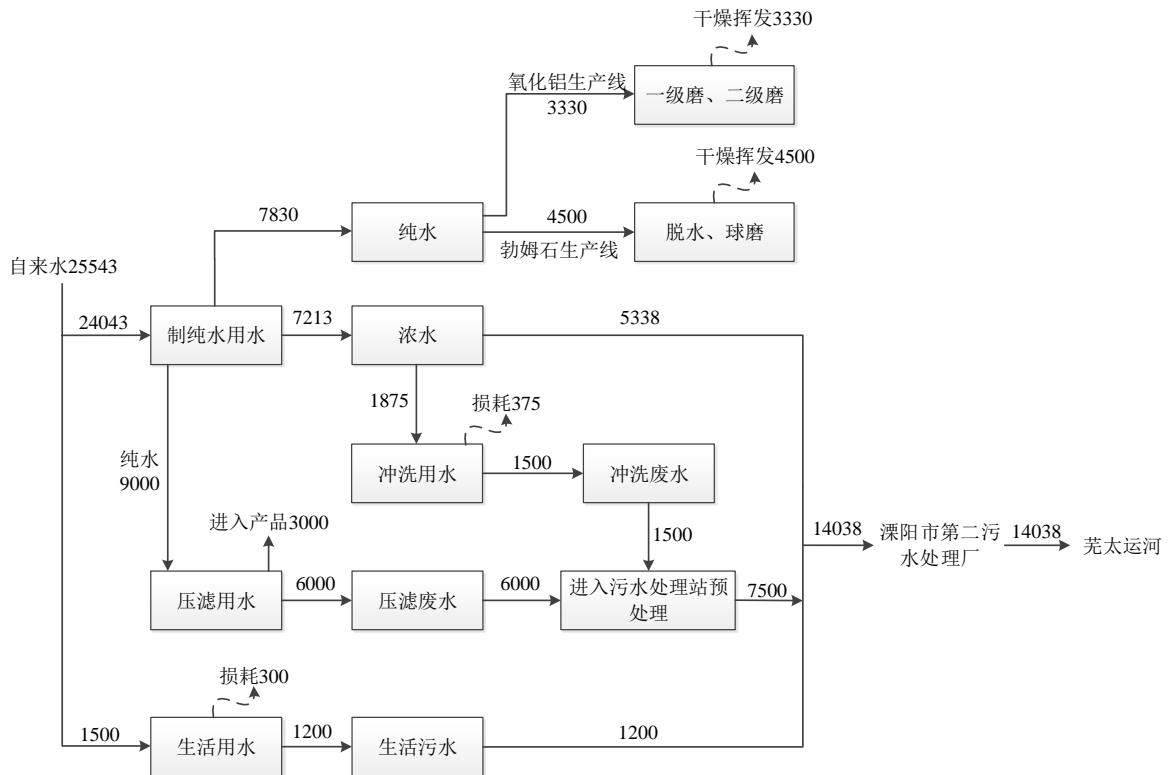 干燥挥发3330
氧化铝生产线
3330
一级磨、二级磨
干燥挥发4500
7830
纯水
4500
勃姆石生产线
脱水、球磨
自来水25543
24043
制纯水用水
7213
浓水
5338
1875
损耗375
纯水
9000
冲洗用水
1500
冲洗废水
进入产品3000
1500
14038
溧阳市第二污
水处理厂
14038
芜太运河
压滤用水
6000
压滤废水
6000
进入污水处理站预
处理
7500
损耗300
1500
生活用水
1200
生活污水
1200